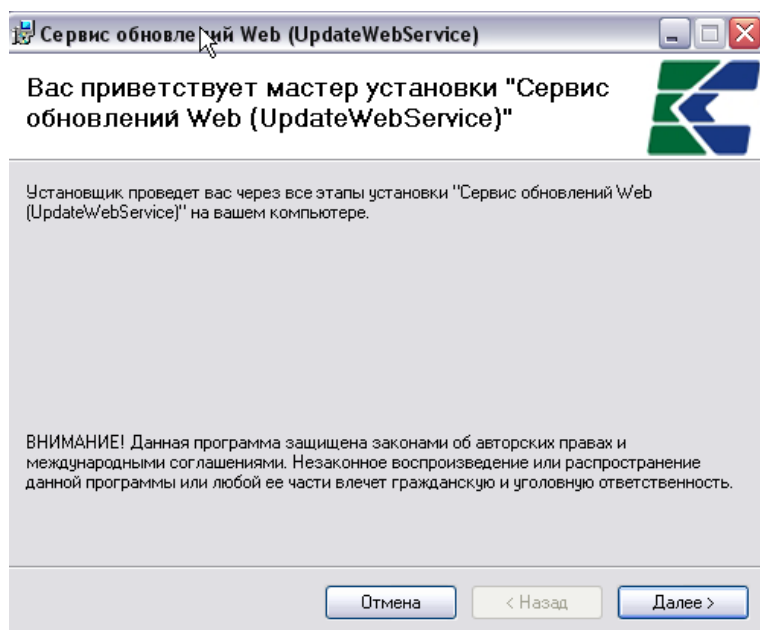 Сервис обновлений Web (UpdateWebService)
Вас приветствует мастер установки "Сервис
обновлений Web (UpdateWebService)"
Установщик проведет вас через все этапы установки "Сервис обновлений Web
(UpdateWebService)" на вашем компьютере.
ВНИМАНИЕ! Данная программа защищена законами об авторских правах и
международными соглашениями. Незаконное воспроизведение или распространение
данной программы или любой ее части влечет гражданскую и уголовную ответственность.
Отмена
< Назад
Далее >